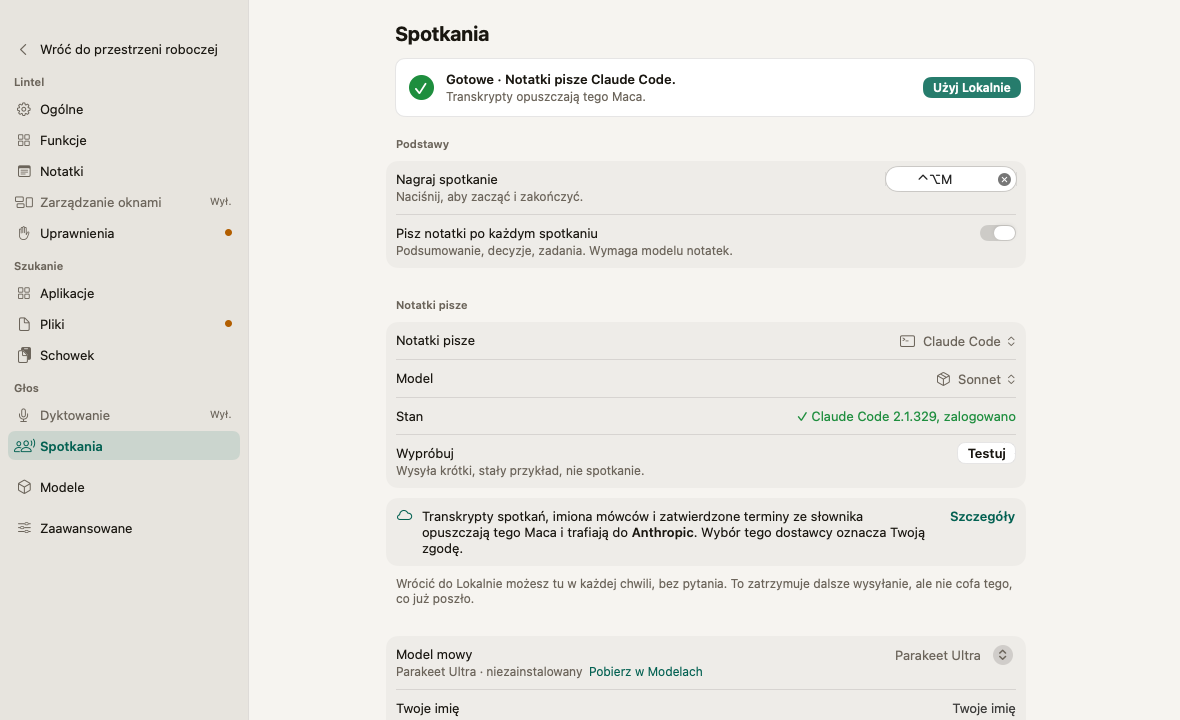 Wróć do przestrzeni roboczej
Lintel
Ogólne
Funkcje
Notatki
Zarządzanie oknami Wył.
Uprawnienia
Szukanie
Aplikacje
Pliki
Schowek
Głos
Dyktowanie Wył.
Spotkania
Modele
Zaawansowane
Spotkania
Gotowe · Notatki pisze Claude Code.
Transkrypty opuszczają tego Maca.
Użyj Lokalnie
Podstawy
Nagraj spotkanie
Naciśnij, aby zacząć i zakończyć.
⌃⌥M
Pisz notatki po każdym spotkaniu
Podsumowanie, decyzje, zadania. Wymaga modelu notatek.
Notatki pisze
Notatki pisze Claude Code
Model Sonnet
Stan ✓ Claude Code 2.1.329, zalogowano
Wypróbuj
Wysyła krótki, stały przykład, nie spotkanie.
Testuj
Transkrypty spotkań, imiona mówców i zatwierdzone terminy ze słownika
opuszczają tego Maca i trafiają do Anthropic. Wybór tego dostawcy oznacza Twoją
zgodę.
Szczegóły
Wrócić do Lokalnie możesz tu w każdej chwili, bez pytania. To zatrzymuje dalsze wysyłanie, ale nie cofa tego,
co już poszło.
Model mowy
Parakeet Ultra · niezainstalowany Pobierz w Modelach
Parakeet Ultra
Twoje imię Twoje imię